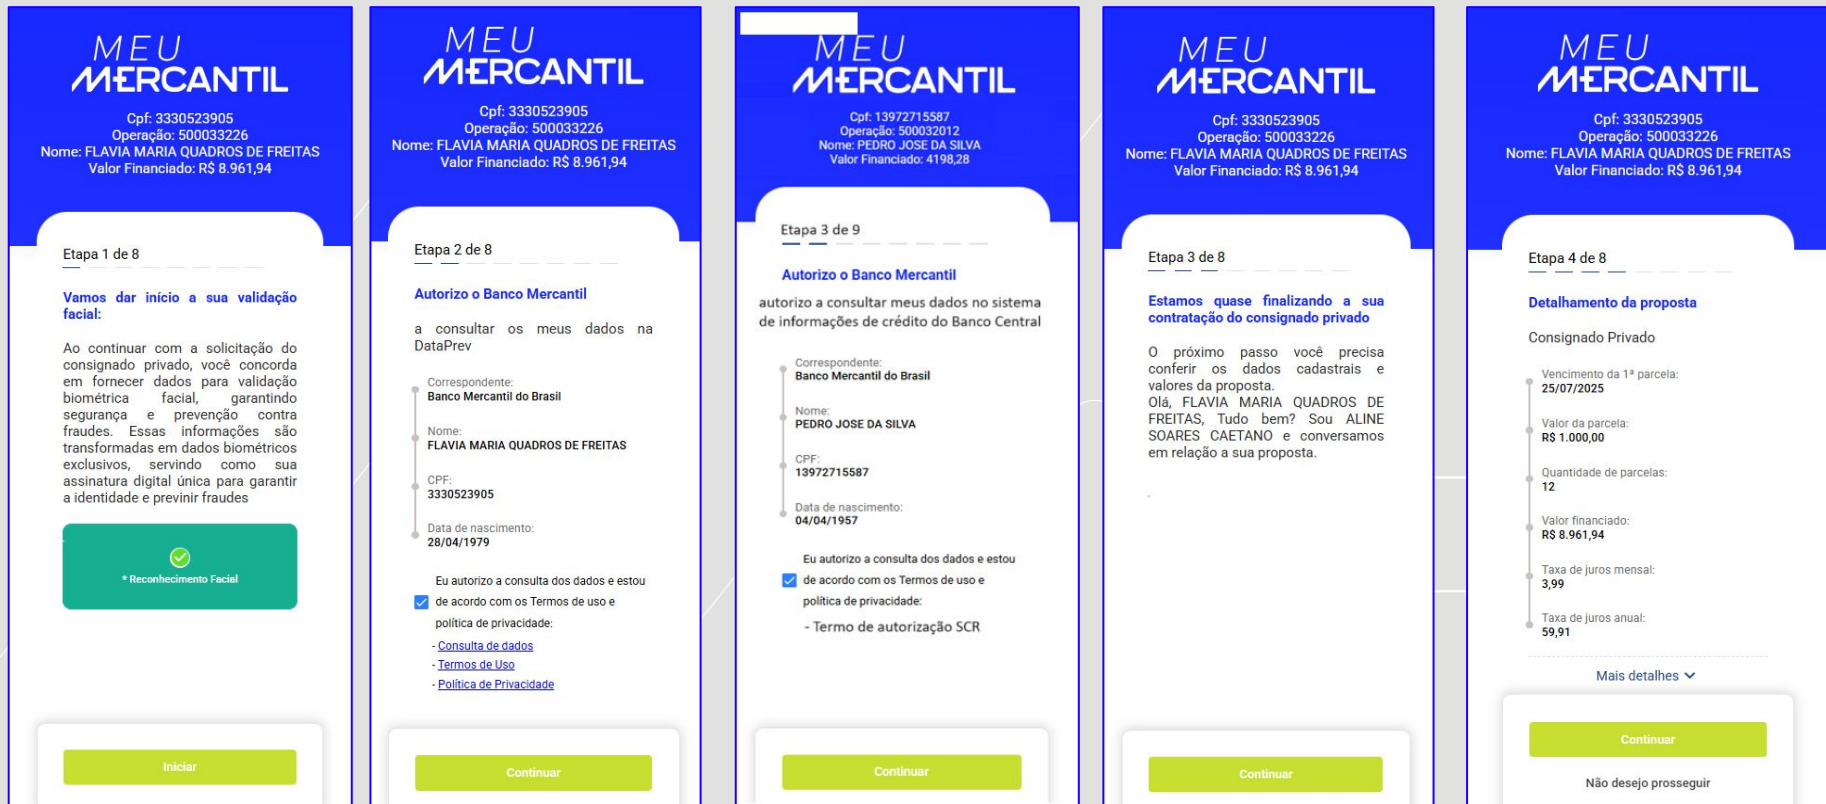 MEU
MERCANTIL
Cpf: 3330523905
Operação: 500033226
Nome: FLAVIA MARIA QUADROS DE FREITAS
Valor Financiado: R$ 8.961,94
Etapa 1 de 8
Vamos dar início a sua validação
facial:
Ao continuar com a solicitação do
consignado privado, você concorda
em fornecer dados para validação
biométrica facial, garantindo
segurança e prevenção contra
fraudes. Essas informações são
transformadas em dados biométricos
exclusivos, servindo como sua
assinatura digital única para garantir
a identidade e previnir fraudes
* Reconhecimento Facial
Iniciar
MEU
MERCANTIL
Cpf: 3330523905
Operação: 500033226
Nome: FLAVIA MARIA QUADROS DE FREITAS
Valor Financiado: R$ 8.961,94
Etapa 2 de 8
Autorizo o Banco Mercantil
a consultar os meus dados na
DataPrev
Correspondente:
Banco Mercantil do Brasil
Nome:
FLAVIA MARIA QUADROS DE FREITAS
CPF:
3330523905
Data de nascimento:
28/04/1979
Eu autorizo a consulta dos dados e estou
de acordo com os Termos de uso e
política de privacidade:
- Consulta de dados
- Termos de Uso
- Política de Privacidade
Continuar
MEU
MERCANTIL
Cpf: 13972715587
Operação: 500032012
Nome: PEDRO JOSE DA SILVA
Valor Financiado: 4198,28
Etapa 3 de 9
Autorizo o Banco Mercantil
autorizo a consultar meus dados no sistema
de informações de crédito do Banco Central
Correspondente:
Banco Mercantil do Brasil
Nome:
PEDRO JOSE DA SILVA
CPF:
13972715587
Data de nascimento:
04/04/1957
Eu autorizo a consulta dos dados e estou
de acordo com os Termos de uso e
política de privacidade:
- Termo de autorização SCR
Continuar
MEU
MERCANTIL
Cpf: 3330523905
Operação: 500033226
Nome: FLAVIA MARIA QUADROS DE FREITAS
Valor Financiado: R$ 8.961,94
Etapa 3 de 8
Estamos quase finalizando a sua
contratação do consignado privado
O próximo passo você precisa
conferir os dados cadastrais e
valores da proposta.
Olá, FLAVIA MARIA QUADROS DE
FREITAS, Tudo bem? Sou ALINE
SOARES CAETANO e conversamos
em relação a sua proposta.
.
Continuar
MEU
MERCANTIL
Cpf: 3330523905
Operação: 500033226
Nome: FLAVIA MARIA QUADROS DE FREITAS
Valor Financiado: R$ 8.961,94
Etapa 4 de 8
Detalhamento da proposta
Consignado Privado
Vencimento da 1ª parcela:
25/07/2025
Valor da parcela:
R$ 1.000,00
Quantidade de parcelas:
12
Valor financiado:
R$ 8.961,94
Taxa de juros mensal:
3,99
Taxa de juros anual:
59,91
Mais detalhes
Continuar
Não desejo prosseguir